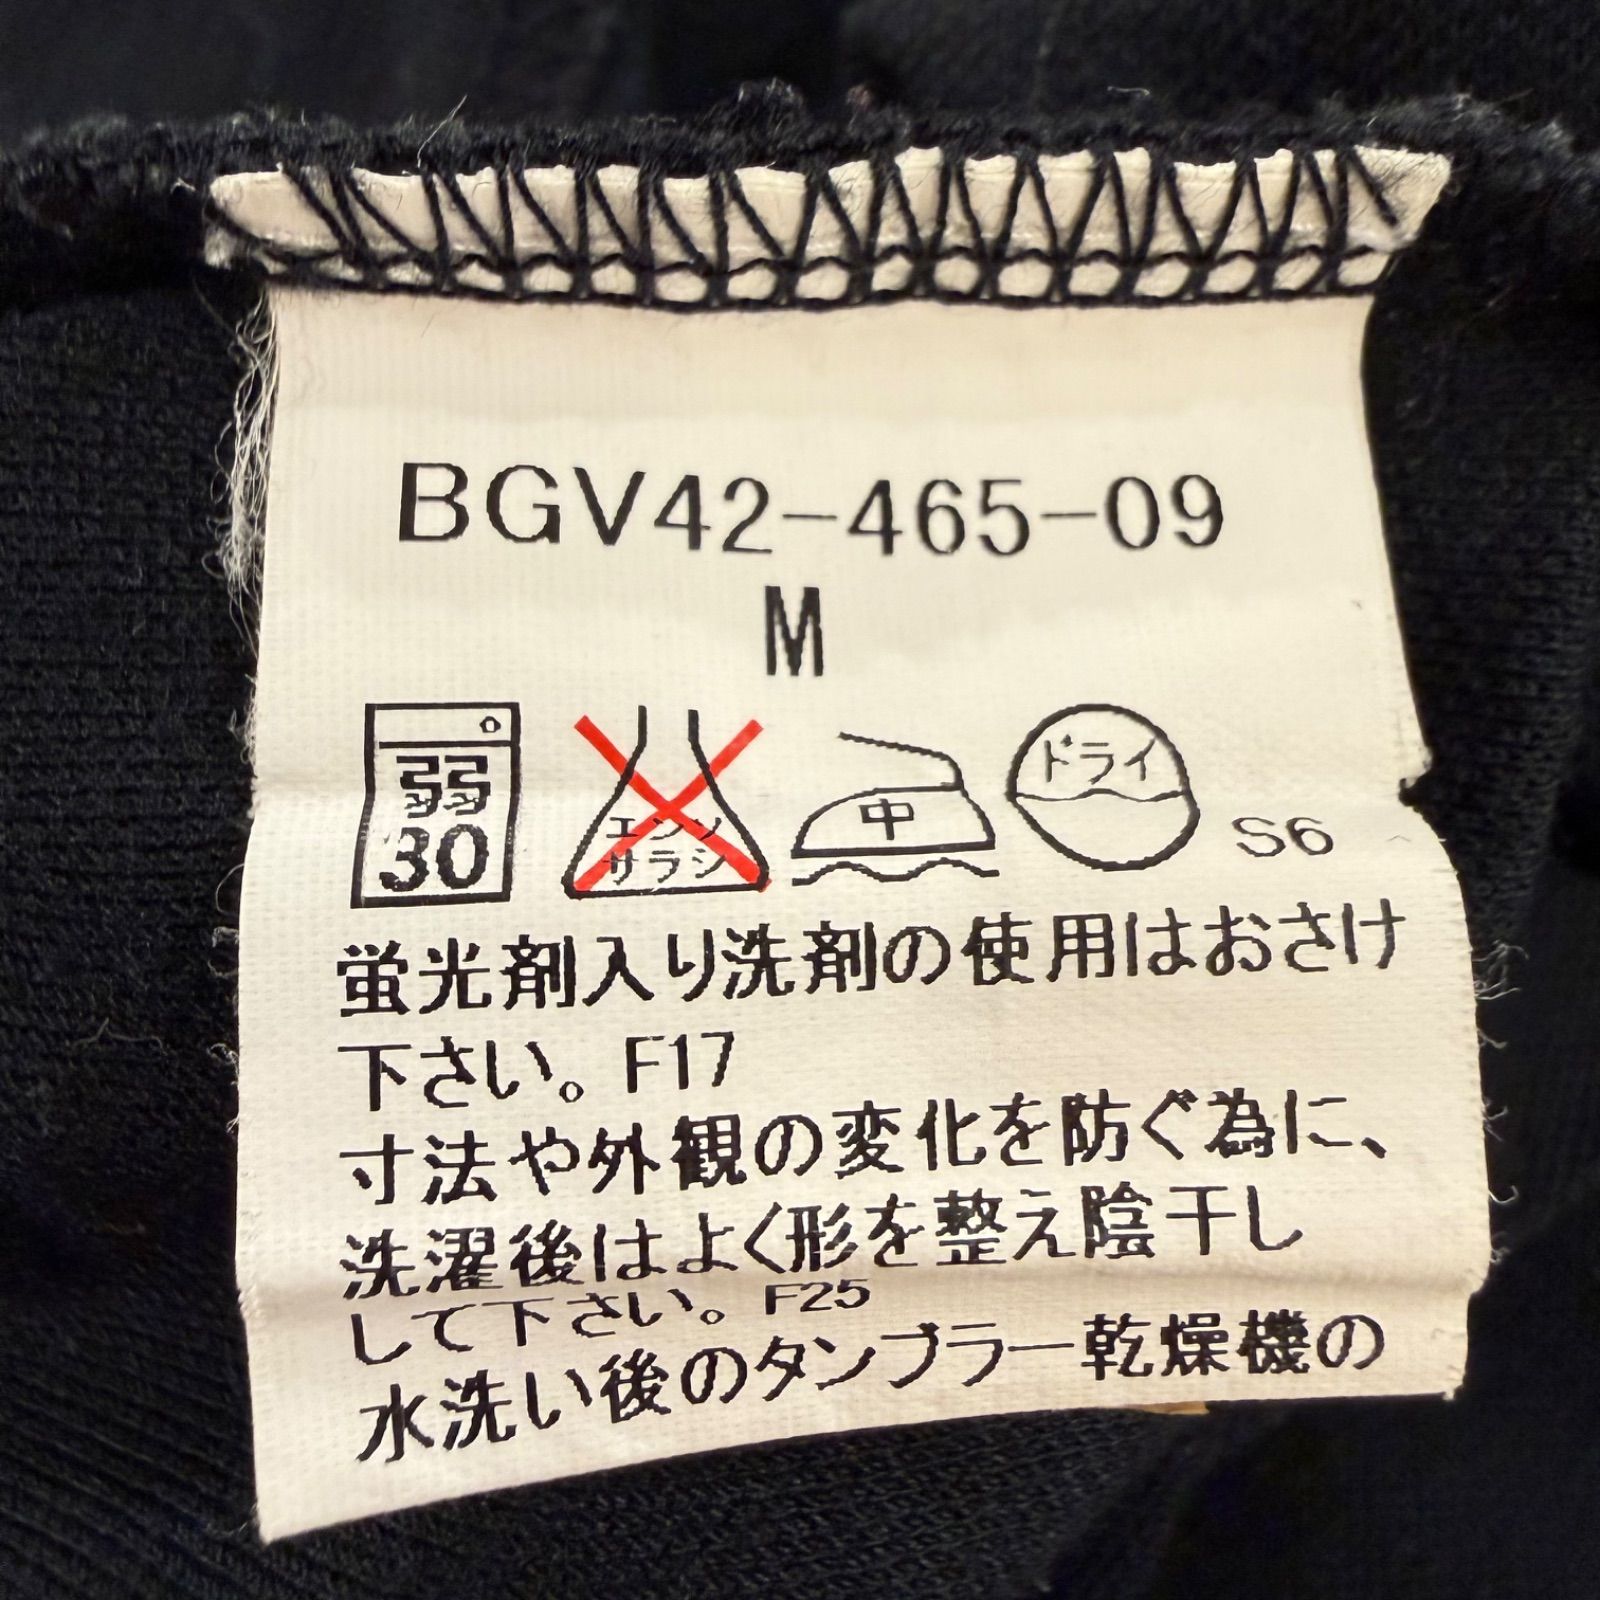 BGV42-465-09
M
弱
30
エンソ
サラシ
中
ドライ
S6
蛍光剤入り洗剤の使用はおさけ
下さい。F17
寸法や外観の変化を防ぐ為に、
洗濯後はよく形を整え陰干し
して下さい。F25
水洗い後のタンブラー乾燥機の